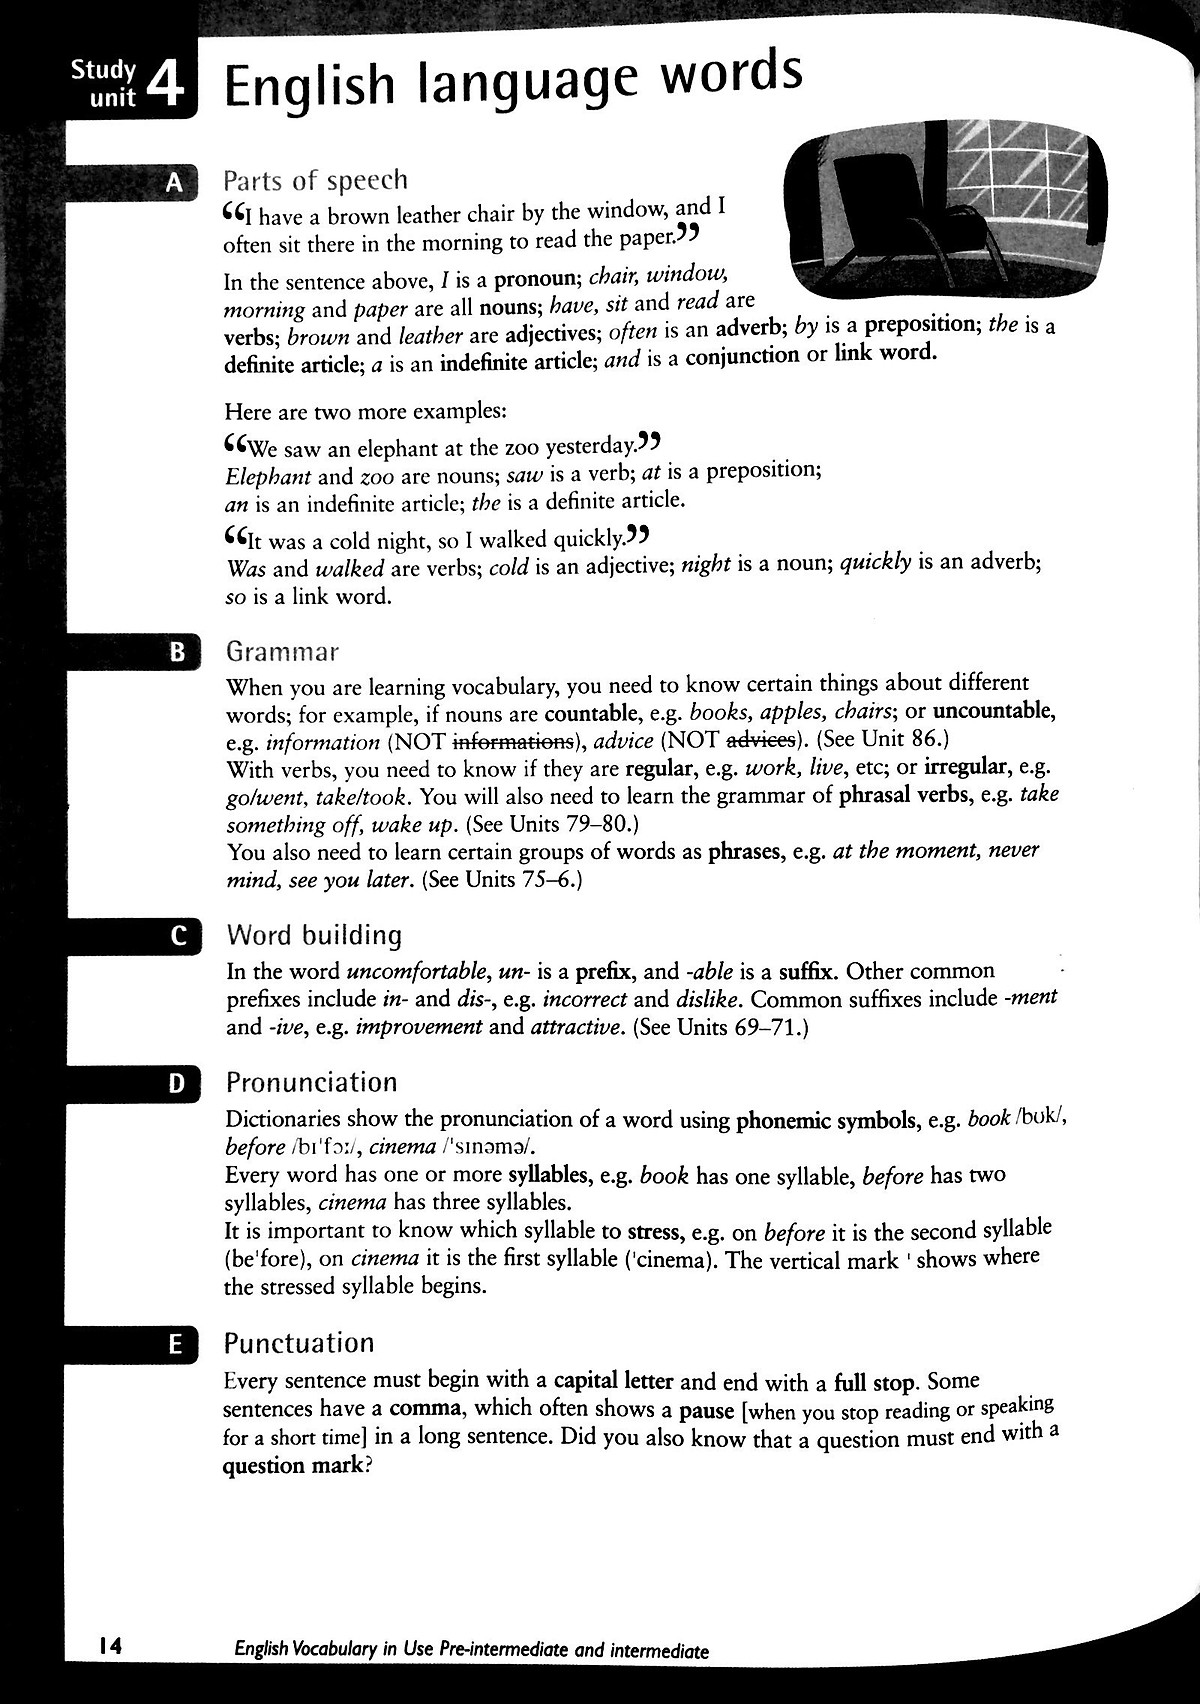 Study
unit 4
English language words
A
Parts of speech
“I have a brown leather chair by the window, and I
often sit there in the morning to read the paper.”
In the sentence above, I is a pronoun; chair, window,
morning and paper are all nouns; have, sit and read are
verbs; brown and leather are adjectives; often is an adverb; by is a preposition; the is a
definite article; a is an indefinite article; and is a conjunction or link word.
Here are two more examples:
“We saw an elephant at the zoo yesterday.”
Elephant and zoo are nouns; saw is a verb; at is a preposition;
an is an indefinite article; the is a definite article.
“It was a cold night, so I walked quickly.”
Was and walked are verbs; cold is an adjective; night is a noun; quickly is an adverb;
so is a link word.
B
Grammar
When you are learning vocabulary, you need to know certain things about different
words; for example, if nouns are countable, e.g. books, apples, chairs; or uncountable,
e.g. information (NOT informations), advice (NOT advices). (See Unit 86.)
With verbs, you need to know if they are regular, e.g. work, live, etc; or irregular, e.g.
go/went, take/took. You will also need to learn the grammar of phrasal verbs, e.g. take
something off, wake up. (See Units 79–80.)
You also need to learn certain groups of words as phrases, e.g. at the moment, never
mind, see you later. (See Units 75–6.)
C
Word building
In the word uncomfortable, un- is a prefix, and -able is a suffix. Other common
prefixes include in- and dis-, e.g. incorrect and dislike. Common suffixes include -ment
and -ive, e.g. improvement and attractive. (See Units 69–71.)
D
Pronunciation
Dictionaries show the pronunciation of a word using phonemic symbols, e.g. book /bʊk/,
before /bɪˈfɔː/, cinema /ˈsɪnəmə/.
Every word has one or more syllables, e.g. book has one syllable, before has two
syllables, cinema has three syllables.
It is important to know which syllable to stress, e.g. on before it is the second syllable
(beˈfore), on cinema it is the first syllable (ˈcinema). The vertical mark ˈ shows where
the stressed syllable begins.
E
Punctuation
Every sentence must begin with a capital letter and end with a full stop. Some
sentences have a comma, which often shows a pause [when you stop reading or speaking
for a short time] in a long sentence. Did you also know that a question must end with a
question mark?
14
English Vocabulary in Use Pre-intermediate and intermediate